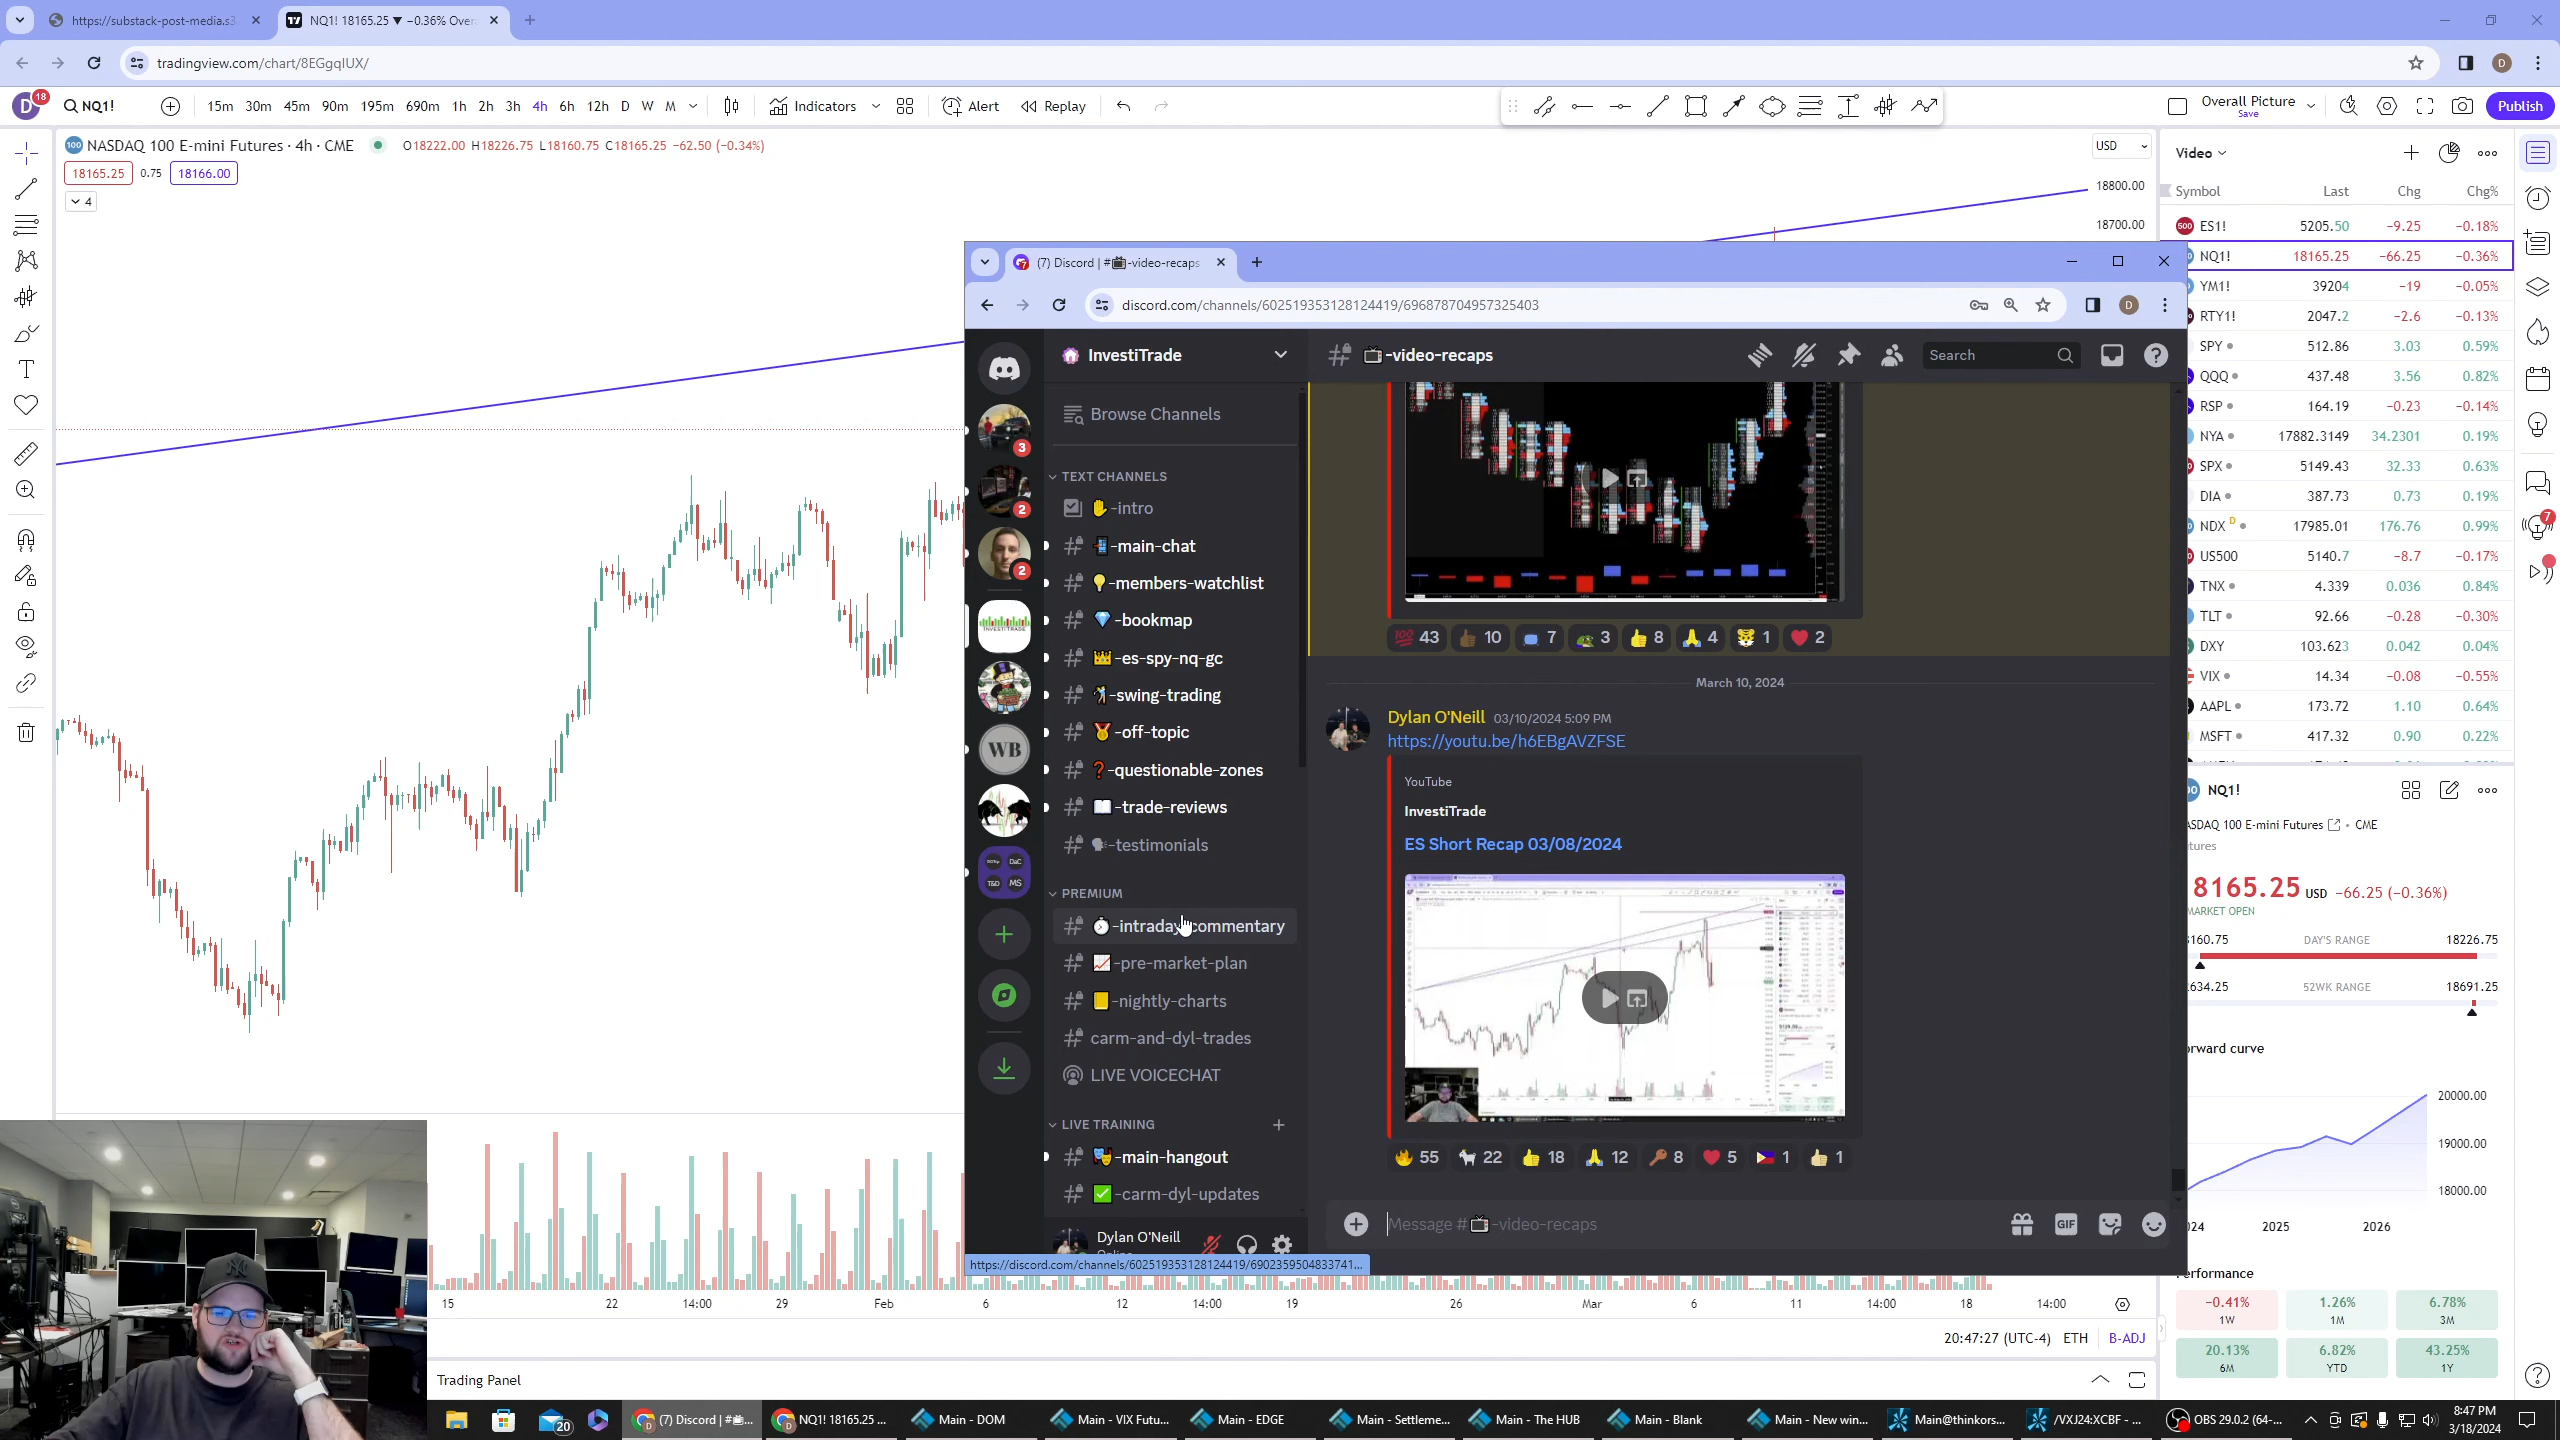 https://substack-post-media.s3
NQ1! 18165.25 ▼ −0.36% Over
tradingview.com/chart/8EGgqIUX/
D 18 NQ1! 15m 30m 45m 90m 195m 690m 1h 2h 3h 4h 6h 12h D W M Indicators Alert Replay Overall Picture Save Publish
NASDAQ 100 E-mini Futures · 4h · CME O18222.00 H18226.75 L18160.75 C18165.25 −62.50 (−0.34%)
18165.25 0.75 18166.00
4
USD
18800.00
18700.00
Video
Symbol Last Chg Chg%
ES1! 5205.50 −9.25 −0.18%
NQ1! 18165.25 −66.25 −0.36%
YM1! 39204 −19 −0.05%
RTY1! 2047.2 −2.6 −0.13%
SPY 512.86 3.03 0.59%
QQQ 437.48 3.56 0.82%
RSP 164.19 −0.23 −0.14%
NYA 17882.3149 34.2301 0.19%
SPX 5149.43 32.33 0.63%
DIA 387.73 0.73 0.19%
NDX D 17985.01 176.76 0.99%
US500 5140.7 −8.7 −0.17%
TNX 4.339 0.036 0.84%
TLT 92.66 −0.28 −0.30%
DXY 103.623 0.042 0.04%
VIX 14.34 −0.08 −0.55%
AAPL 173.72 1.10 0.64%
MSFT 417.32 0.90 0.22%
NQ1!
ASDAQ 100 E-mini Futures · CME
tures
8165.25 USD −66.25 (−0.36%)
MARKET OPEN
160.75 DAY'S RANGE 18226.75
634.25 52WK RANGE 18691.25
orward curve
20000.00
19000.00
18000.00
024 2025 2026
erformance
−0.41% 1.26% 6.78%
1W 1M 3M
20.13% 6.82% 43.25%
6M YTD 1Y
(7) Discord | #📺-video-recaps
discord.com/channels/602519353128124419/696878704957325403
InvestiTrade
-video-recaps
Search
Browse Channels
TEXT CHANNELS
-intro
-main-chat
-members-watchlist
-bookmap
-es-spy-nq-gc
-swing-trading
-off-topic
-questionable-zones
-trade-reviews
-testimonials
PREMIUM
-intraday-commentary
-pre-market-plan
-nightly-charts
carm-and-dyl-trades
LIVE VOICECHAT
LIVE TRAINING
-main-hangout
-carm-dyl-updates
Dylan O'Neill
3
2
2
INVESTITRADE
WB
43 10 7 3 8 4 1 2
March 10, 2024
Dylan O'Neill 03/10/2024 5:09 PM
https://youtu.be/h6EBgAVZFSE
YouTube
InvestiTrade
ES Short Recap 03/08/2024
55 22 18 12 8 5 1 1
Message #📺-video-recaps
GIF
https://discord.com/channels/602519353128124419/6902359504833741...
15 22 14:00 29 Feb 6 12 14:00 19 26 Mar 6 11 14:00 18 14:00
20:47:27 (UTC-4) ETH B-ADJ
Trading Panel
20
(7) Discord | #📺... NQ1! 18165.25 ... Main - DOM Main - VIX Futu... Main - EDGE Main - Settleme... Main - The HUB Main - Blank Main - New win... Main@thinkors... /VXJ24:XCBF - ... OBS 29.0.2 (64-...
8:47 PM
3/18/2024